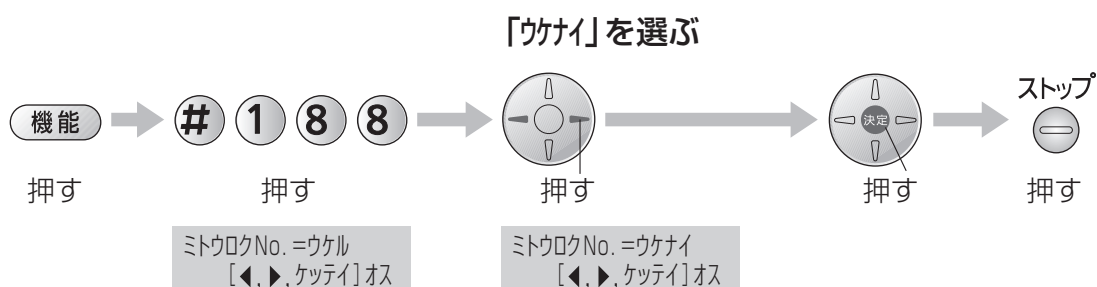 「ｳｹﾅｲ」を選ぶ
機能
# 1 8 8
決定
ストップ
押す
押す
押す
押す
押す
ﾐﾄｳﾛｸNo.=ｳｹﾙ
[◀,▶,ｹｯﾃｲ]ｵｽ
ﾐﾄｳﾛｸNo.=ｳｹﾅｲ
[◀,▶,ｹｯﾃｲ]ｵｽ